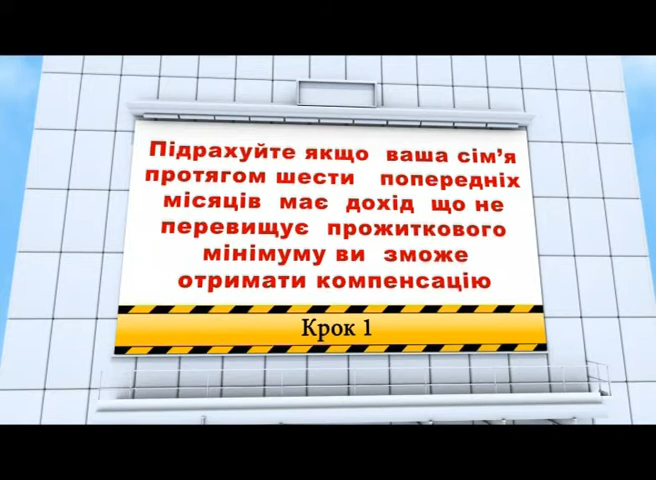 Підрахуйте якщо ваша сім’я
протягом шести попередніх
місяців має дохід що не
перевищує прожиткового
мінімуму ви зможе
отримати компенсацію
Крок 1